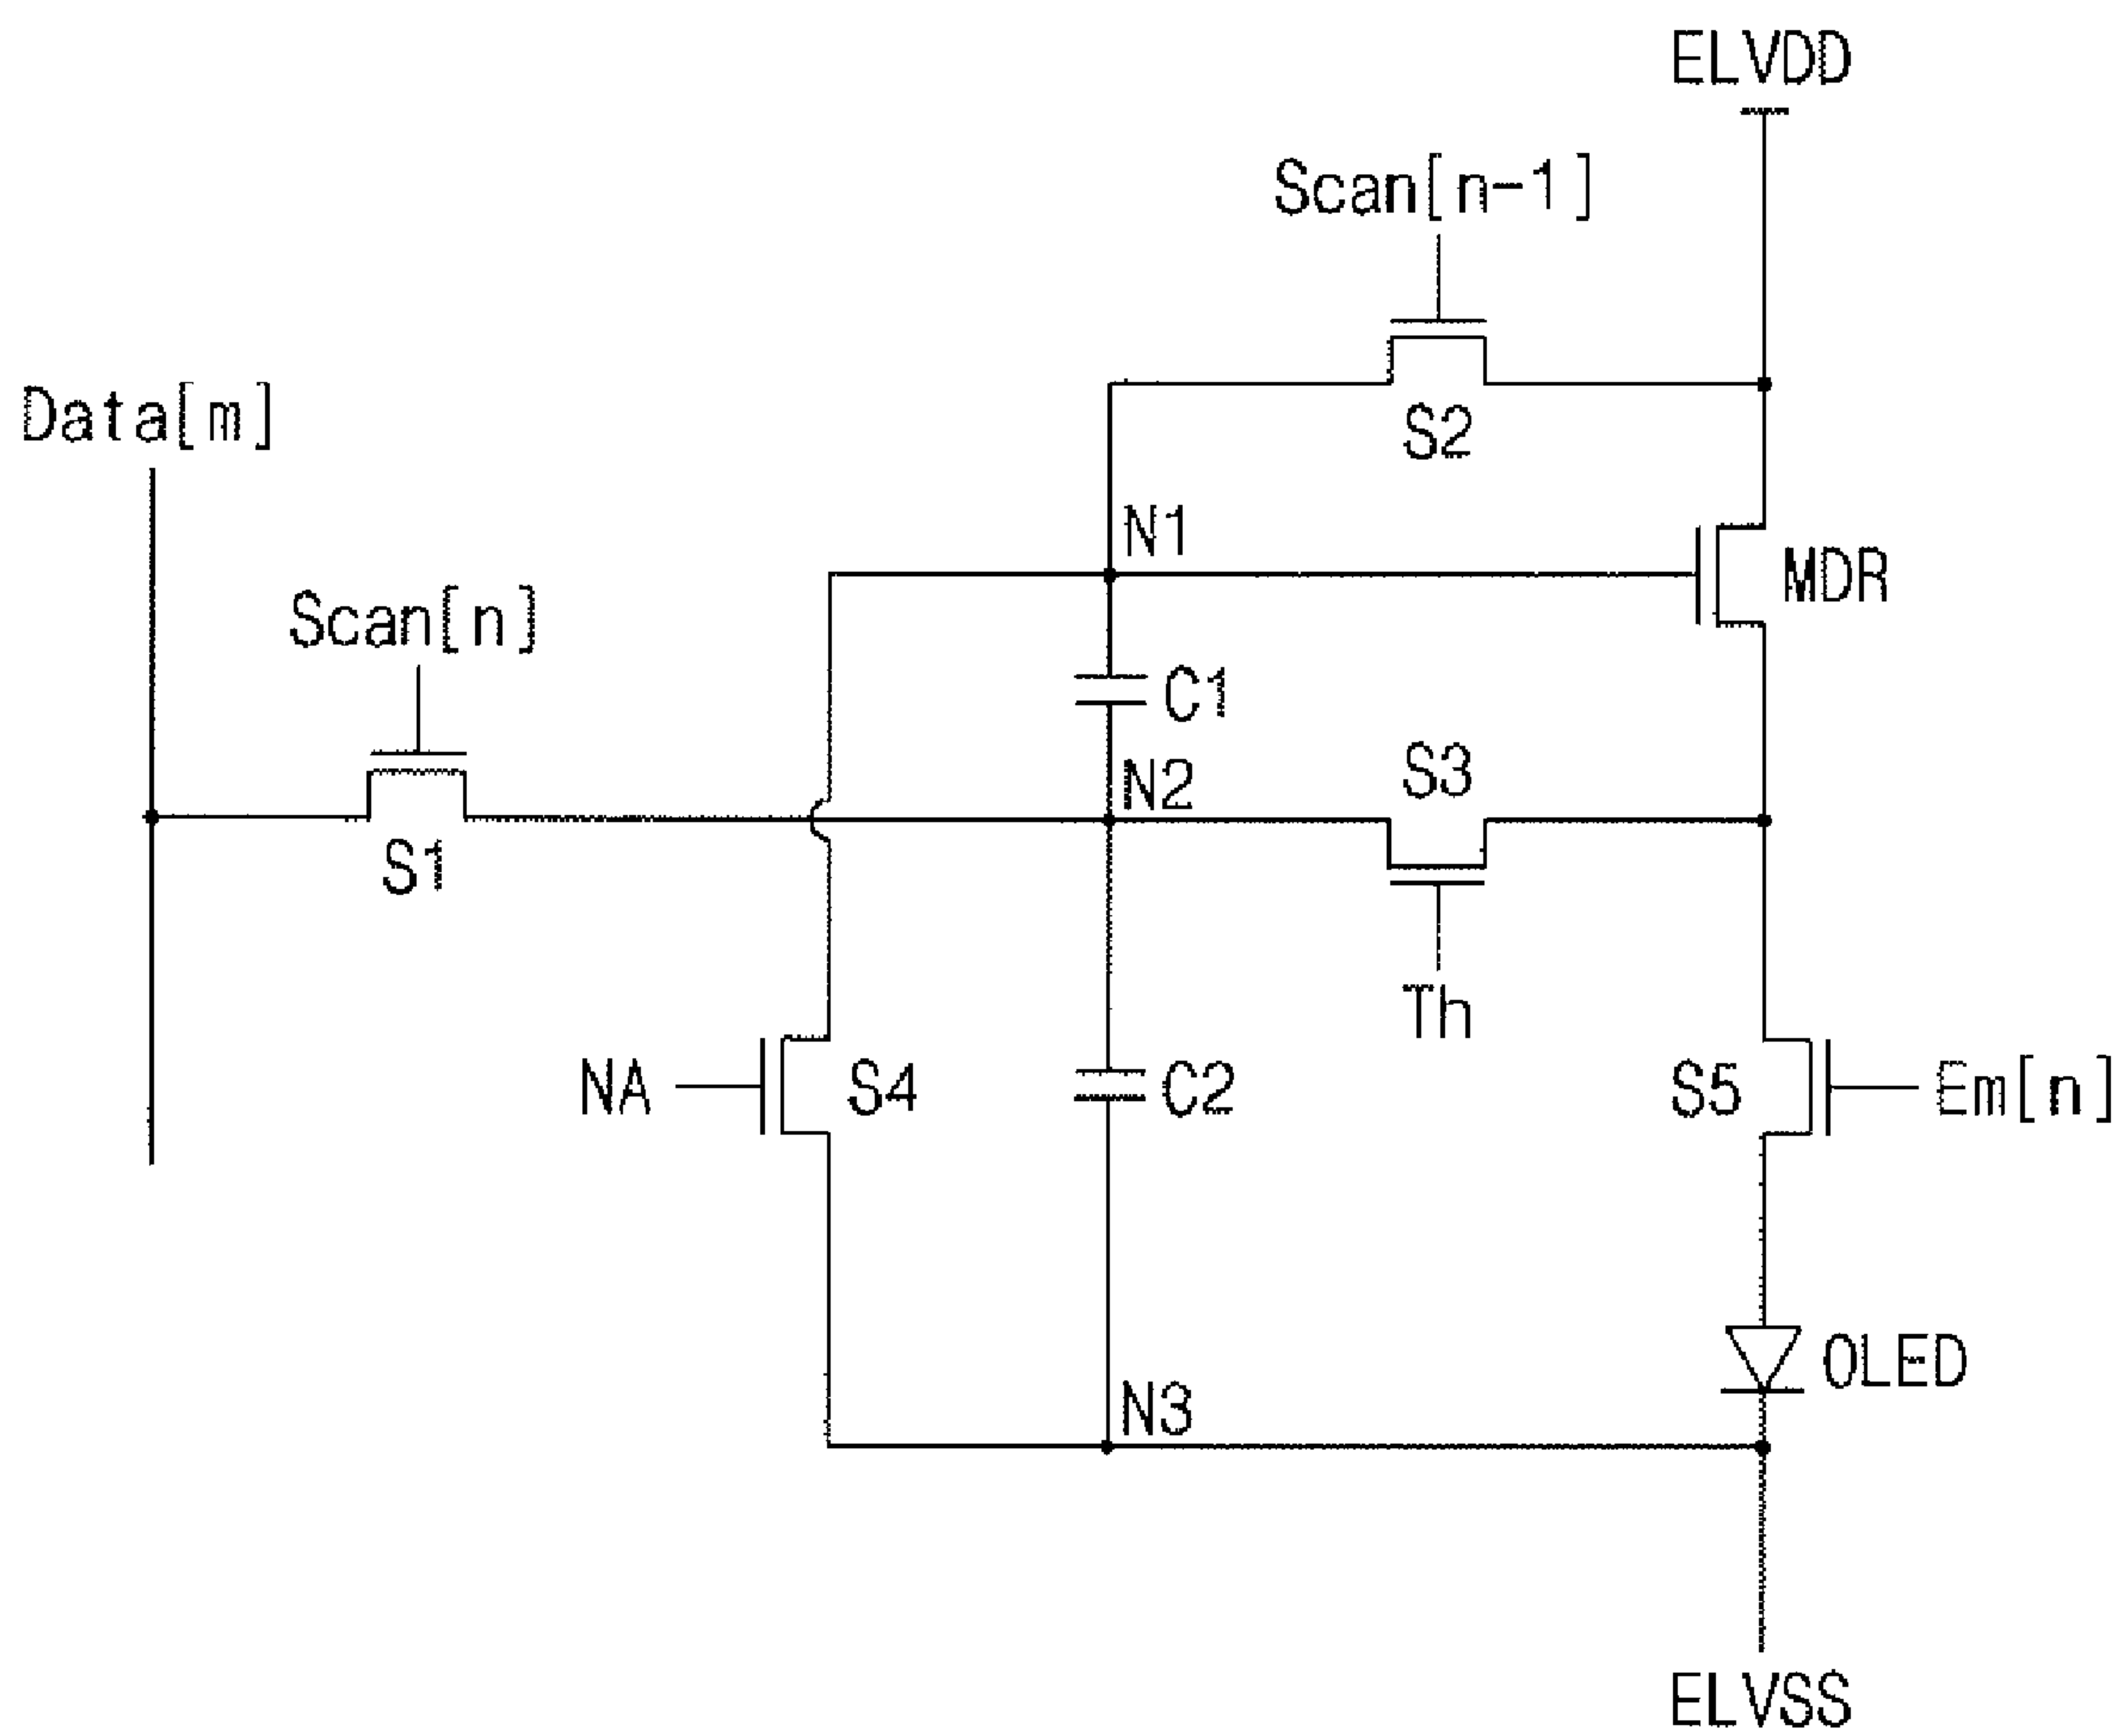 ELVDD
Scan[n-1]
Data[m]
S2
N1
MDR
Scan[n]
C1
N2
S3
S1
Th
NA
S4
C2
S5
Em[n]
OLED
N3
ELVSS